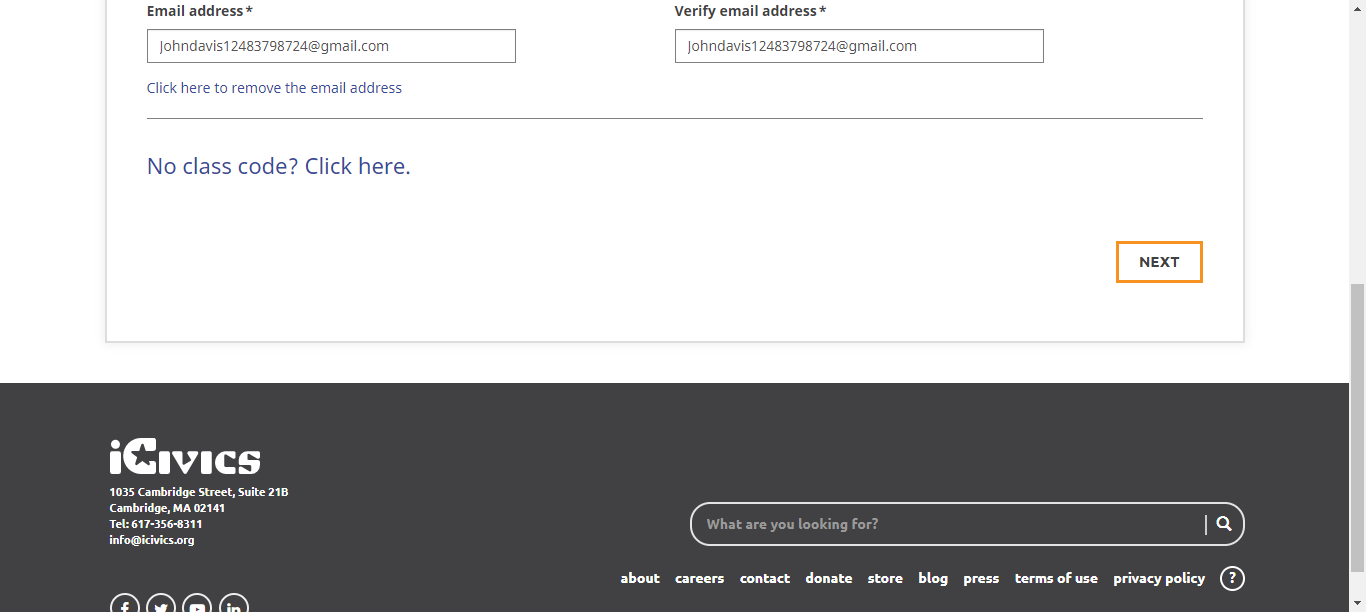 Email address*
Verify email address*
Johndavis12483798724@gmail.com
Johndavis12483798724@gmail.com
Click here to remove the email address
No class code? Click here.
NEXT
iCivics
1035 Cambridge Street, Suite 21B
Cambridge, MA 02141
Tel: 617-356-8311
info@icivics.org
What are you looking for?
about careers contact donate store blog press terms of use privacy policy ?